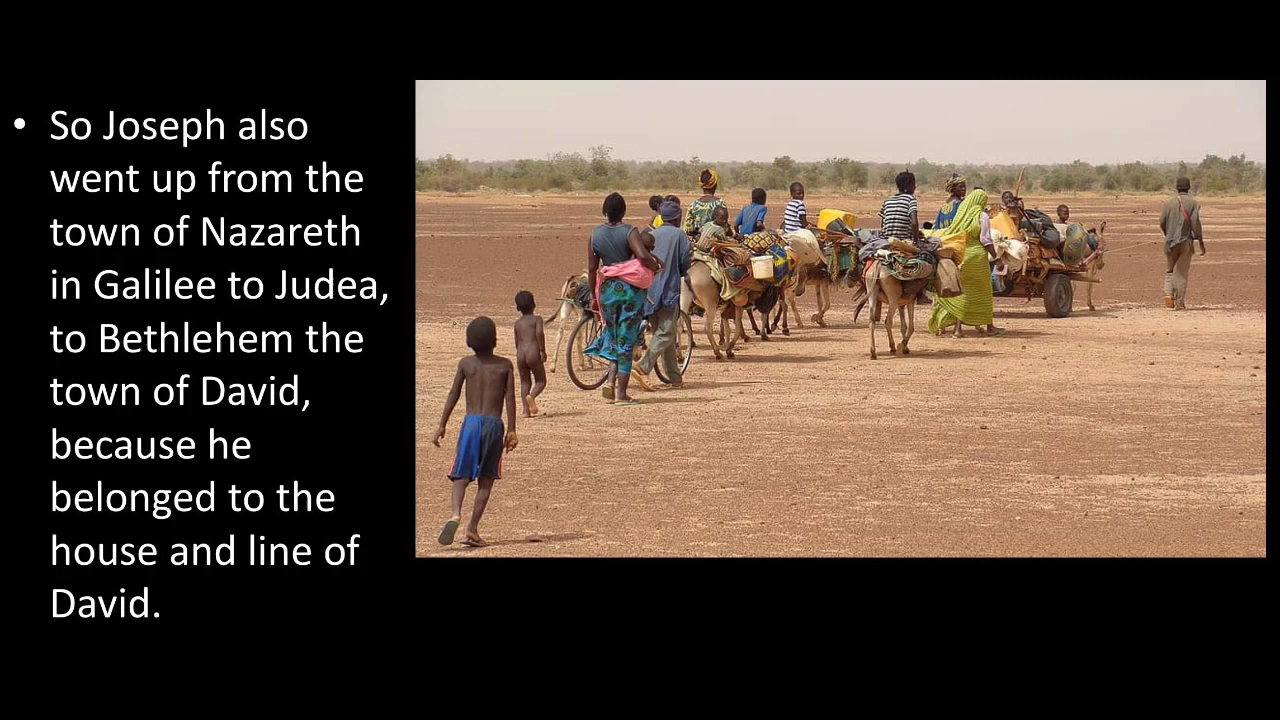 • So Joseph also
went up from the
town of Nazareth
in Galilee to Judea,
to Bethlehem the
town of David,
because he
belonged to the
house and line of
David.